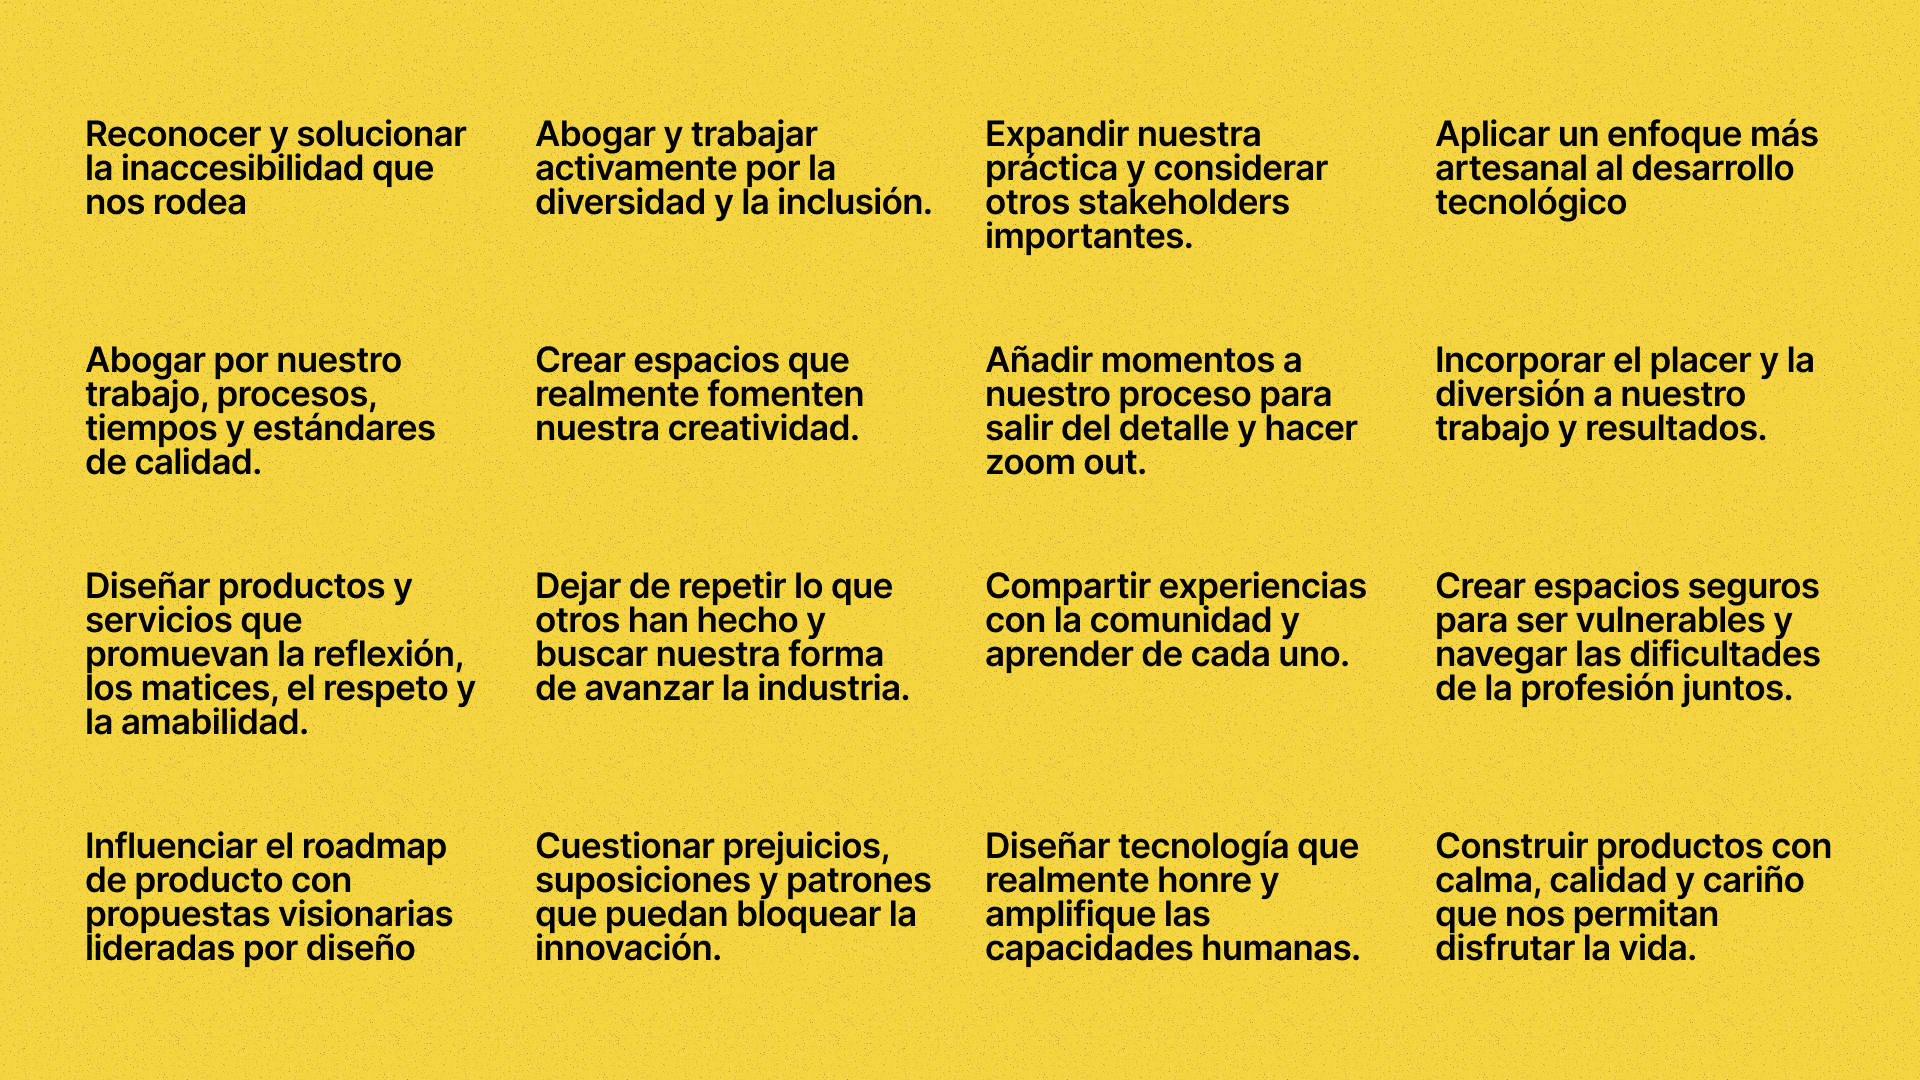 Reconocer y solucionar
la inaccesibilidad que
nos rodea
Abogar y trabajar
activamente por la
diversidad y la inclusión.
Expandir nuestra
práctica y considerar
otros stakeholders
importantes.
Aplicar un enfoque más
artesanal al desarrollo
tecnológico
Abogar por nuestro
trabajo, procesos,
tiempos y estándares
de calidad.
Crear espacios que
realmente fomenten
nuestra creatividad.
Añadir momentos a
nuestro proceso para
salir del detalle y hacer
zoom out.
Incorporar el placer y la
diversión a nuestro
trabajo y resultados.
Diseñar productos y
servicios que
promuevan la reflexión,
los matices, el respeto y
la amabilidad.
Dejar de repetir lo que
otros han hecho y
buscar nuestra forma
de avanzar la industria.
Compartir experiencias
con la comunidad y
aprender de cada uno.
Crear espacios seguros
para ser vulnerables y
navegar las dificultades
de la profesión juntos.
Influenciar el roadmap
de producto con
propuestas visionarias
lideradas por diseño
Cuestionar prejuicios,
suposiciones y patrones
que puedan bloquear la
innovación.
Diseñar tecnología que
realmente honre y
amplifique las
capacidades humanas.
Construir productos con
calma, calidad y cariño
que nos permitan
disfrutar la vida.